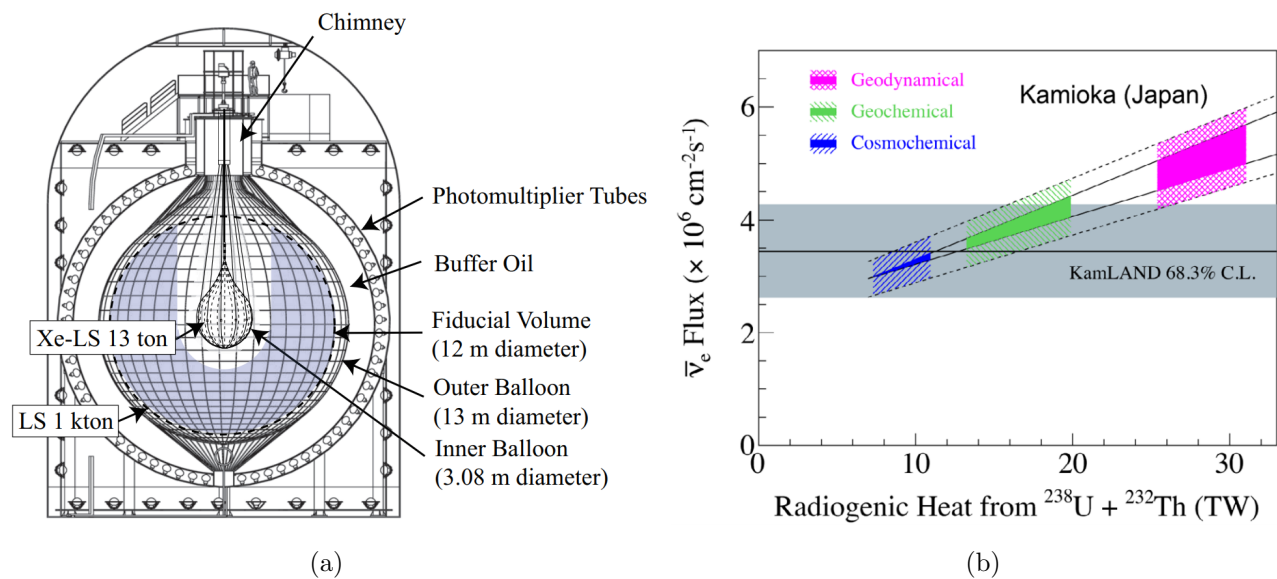 Chimney
Photomultiplier Tubes
Buffer Oil
Xe-LS 13 ton
Fiducial Volume
(12 m diameter)
Outer Balloon
(13 m diameter)
LS 1 kton
Inner Balloon
(3.08 m diameter)
(a)
Geodynamical
Geochemical
Cosmochemical
Kamioka (Japan)
KamLAND 68.3% C.L.
ν̅e Flux (× 10⁶ cm⁻²s⁻¹)
6
4
2
0
0 10 20 30
Radiogenic Heat from ²³⁸U + ²³²Th (TW)
(b)